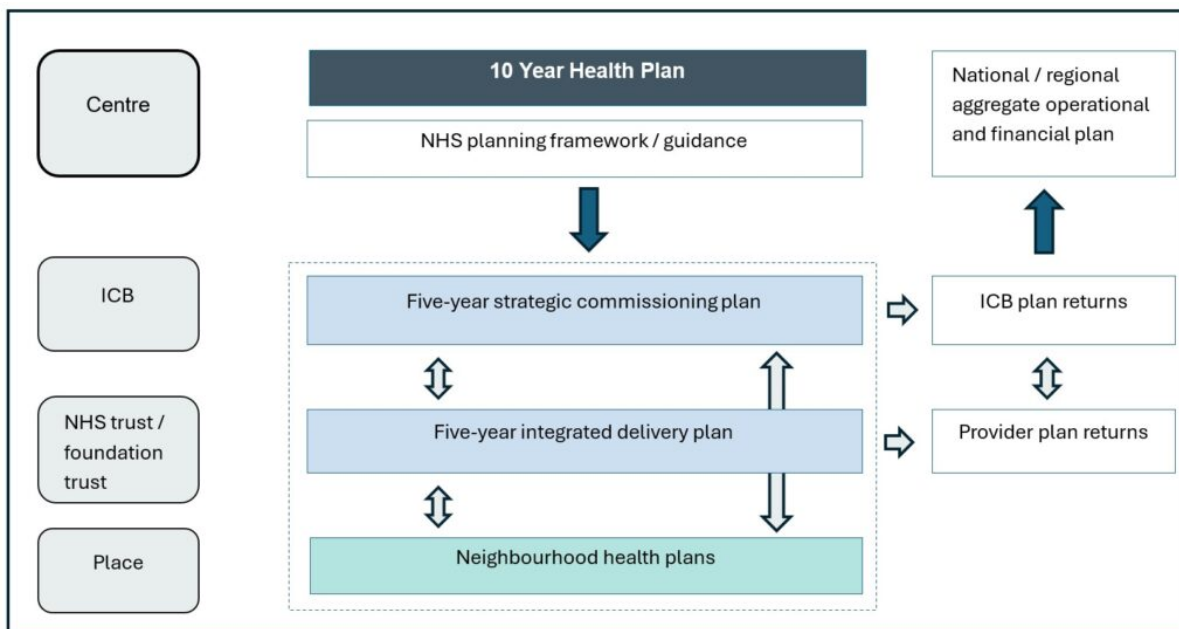 Centre
10 Year Health Plan
NHS planning framework / guidance
National / regional
aggregate operational
and financial plan
ICB
Five-year strategic commissioning plan
ICB plan returns
NHS trust /
foundation
trust
Five-year integrated delivery plan
Provider plan returns
Place
Neighbourhood health plans